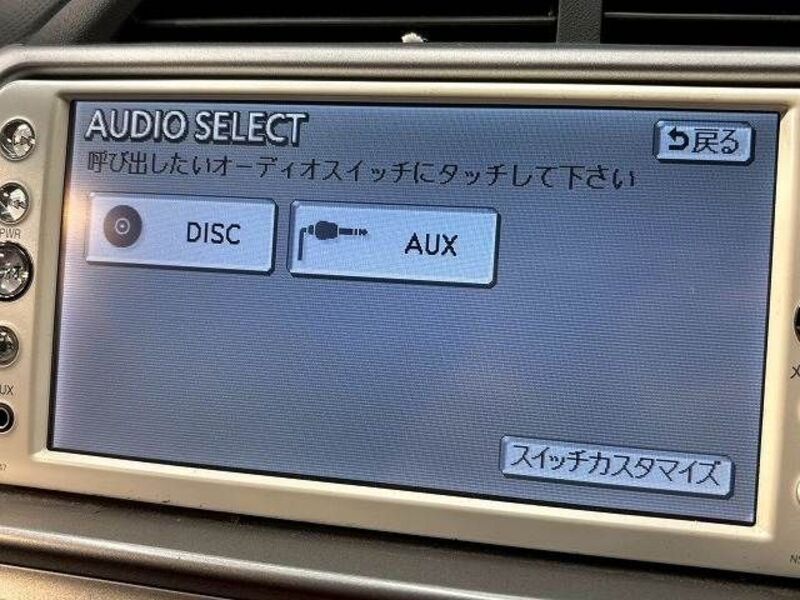 AUDIO SELECT
戻る
呼び出したいオーディオスイッチにタッチして下さい
DISC
AUX
PWR
スイッチカスタマイズ